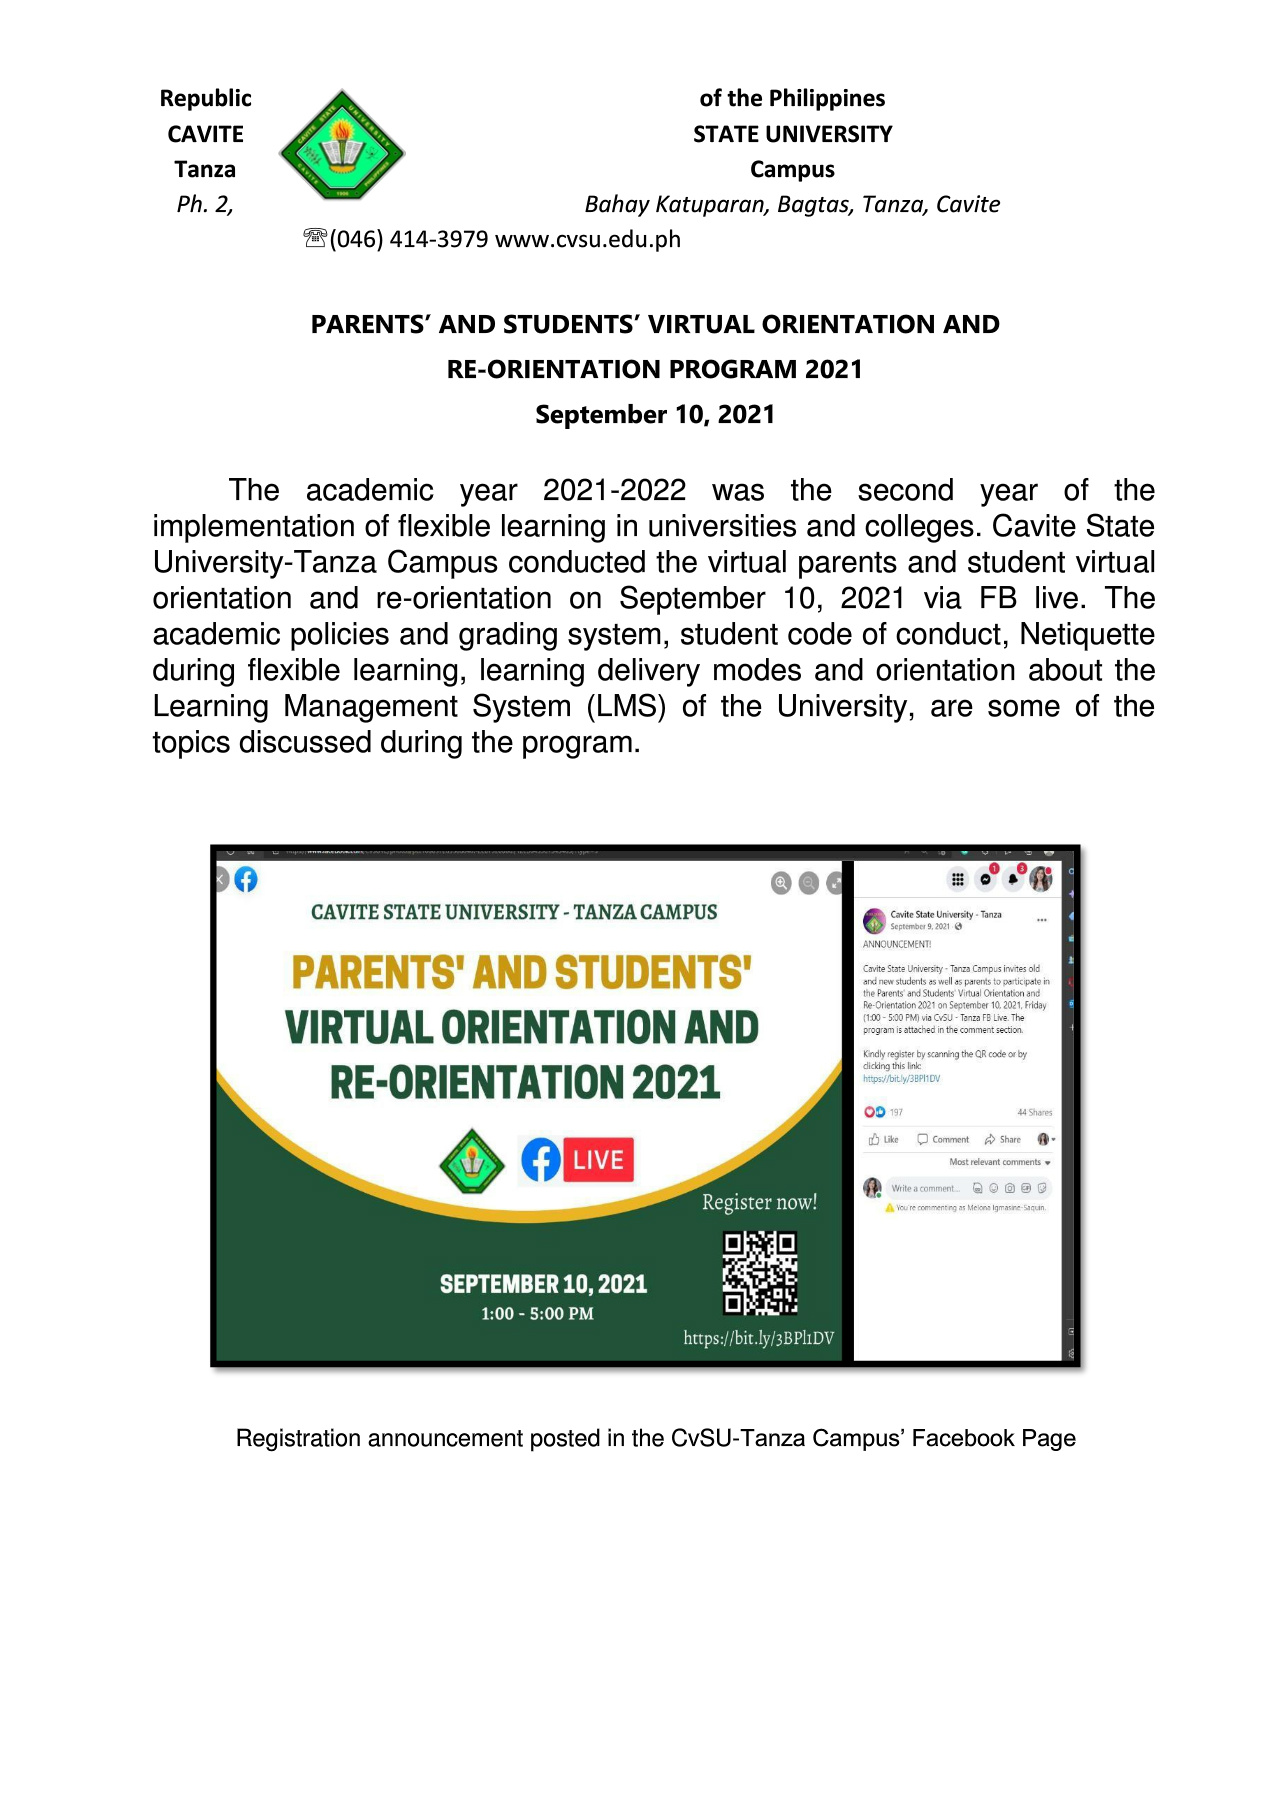 Republic of the Philippines
CAVITE STATE UNIVERSITY
Tanza Campus
Ph. 2, Bahay Katuparan, Bagtas, Tanza, Cavite
☏(046) 414-3979 www.cvsu.edu.ph
PARENTS’ AND STUDENTS’ VIRTUAL ORIENTATION AND
RE-ORIENTATION PROGRAM 2021
September 10, 2021
The academic year 2021-2022 was the second year of the
implementation of flexible learning in universities and colleges. Cavite State
University-Tanza Campus conducted the virtual parents and student virtual
orientation and re-orientation on September 10, 2021 via FB live. The
academic policies and grading system, student code of conduct, Netiquette
during flexible learning, learning delivery modes and orientation about the
Learning Management System (LMS) of the University, are some of the
topics discussed during the program.
CAVITE STATE UNIVERSITY - TANZA CAMPUS
PARENTS' AND STUDENTS'
VIRTUAL ORIENTATION AND
RE-ORIENTATION 2021
LIVE
Register now!
SEPTEMBER 10, 2021
1:00 - 5:00 PM
https://bit.ly/3BPl1DV
1
3
Cavite State University - Tanza
September 9, 2021
ANNOUNCEMENT!
Cavite State University - Tanza Campus invites old
and new students as well as parents to participate in
the Parents' and Students' Virtual Orientation and
Re-Orientation 2021 on September 10, 2021, Friday
(1:00 - 5:00 PM) via CvSU - Tanza FB Live. The
program is attached in the comment section.
Kindly register by scanning the QR code or by
clicking this link:
https://bit.ly/3BPl1DV
197 44 Shares
Like Comment Share
Most relevant comments
Write a comment...
You're commenting as Melona Igmasine-Saquin.
Registration announcement posted in the CvSU-Tanza Campus’ Facebook Page